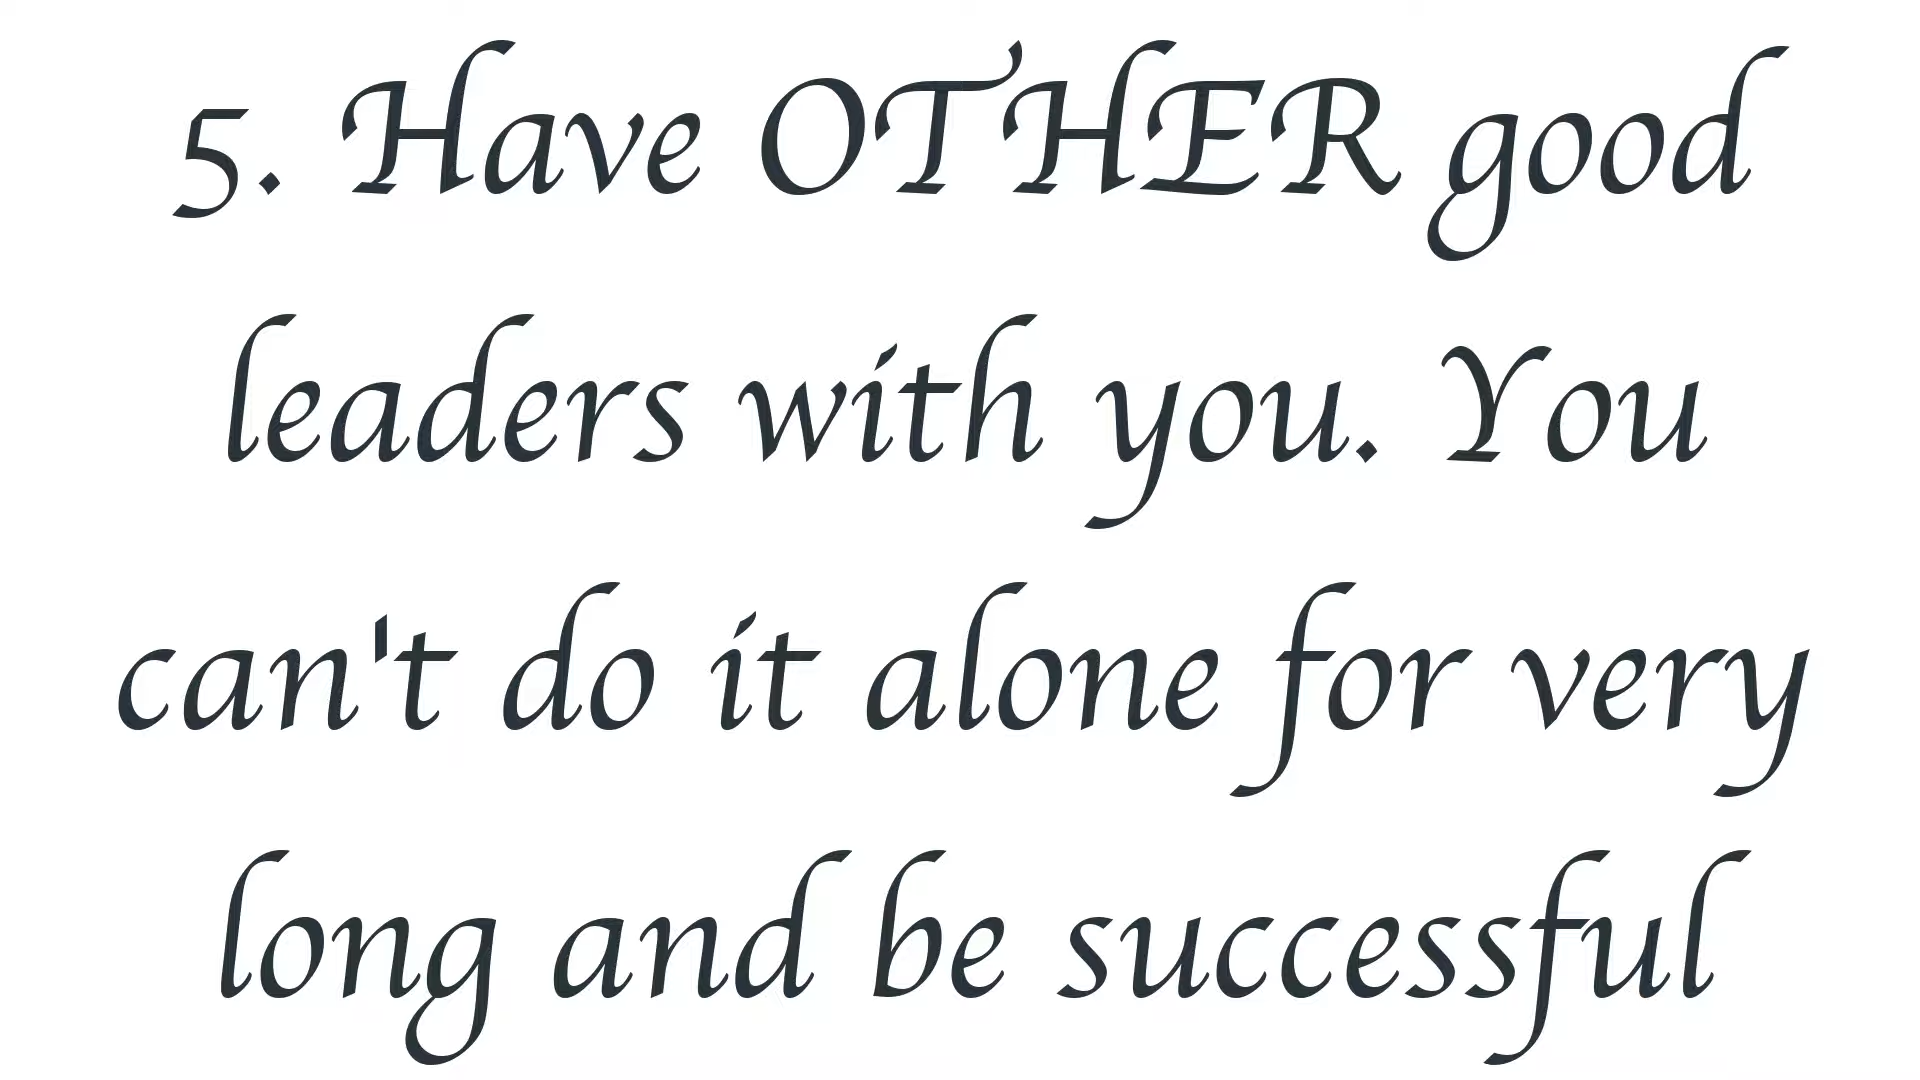 5. Have OTHER good
leaders with you. You
can't do it alone for very
long and be successful